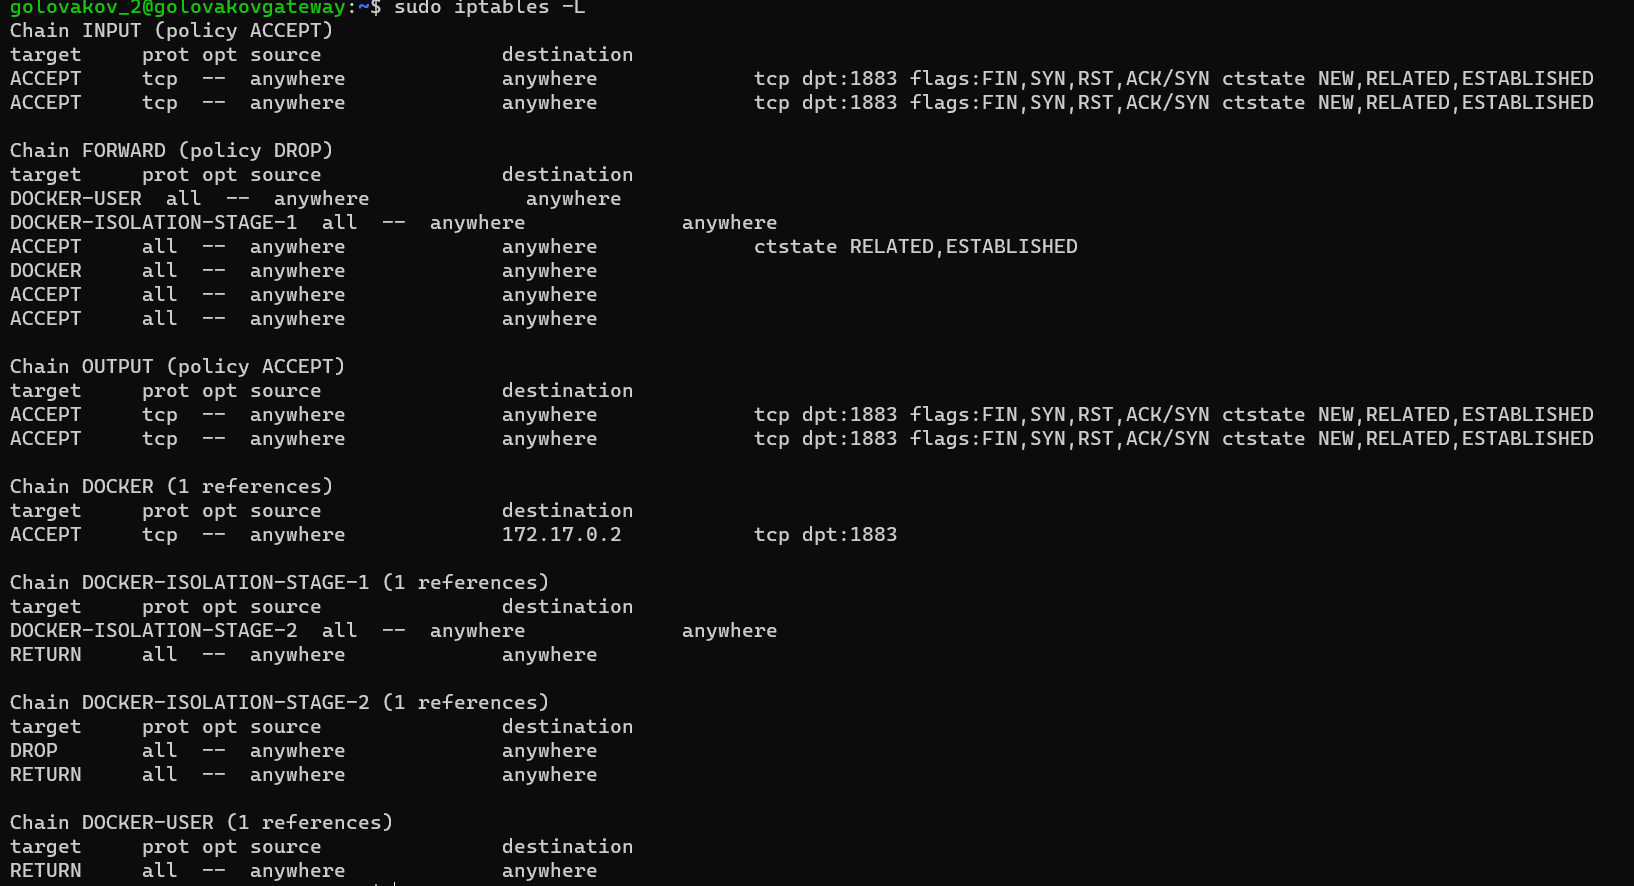 golovakov_2@golovakovgateway:~$ sudo iptables -L
Chain INPUT (policy ACCEPT)
target     prot opt source               destination
ACCEPT     tcp  --  anywhere             anywhere             tcp dpt:1883 flags:FIN,SYN,RST,ACK/SYN ctstate NEW,RELATED,ESTABLISHED
ACCEPT     tcp  --  anywhere             anywhere             tcp dpt:1883 flags:FIN,SYN,RST,ACK/SYN ctstate NEW,RELATED,ESTABLISHED

Chain FORWARD (policy DROP)
target     prot opt source               destination
DOCKER-USER  all  --  anywhere             anywhere
DOCKER-ISOLATION-STAGE-1  all  --  anywhere             anywhere
ACCEPT     all  --  anywhere             anywhere             ctstate RELATED,ESTABLISHED
DOCKER     all  --  anywhere             anywhere
ACCEPT     all  --  anywhere             anywhere
ACCEPT     all  --  anywhere             anywhere

Chain OUTPUT (policy ACCEPT)
target     prot opt source               destination
ACCEPT     tcp  --  anywhere             anywhere             tcp dpt:1883 flags:FIN,SYN,RST,ACK/SYN ctstate NEW,RELATED,ESTABLISHED
ACCEPT     tcp  --  anywhere             anywhere             tcp dpt:1883 flags:FIN,SYN,RST,ACK/SYN ctstate NEW,RELATED,ESTABLISHED

Chain DOCKER (1 references)
target     prot opt source               destination
ACCEPT     tcp  --  anywhere             172.17.0.2           tcp dpt:1883

Chain DOCKER-ISOLATION-STAGE-1 (1 references)
target     prot opt source               destination
DOCKER-ISOLATION-STAGE-2  all  --  anywhere             anywhere
RETURN     all  --  anywhere             anywhere

Chain DOCKER-ISOLATION-STAGE-2 (1 references)
target     prot opt source               destination
DROP       all  --  anywhere             anywhere
RETURN     all  --  anywhere             anywhere

Chain DOCKER-USER (1 references)
target     prot opt source               destination
RETURN     all  --  anywhere             anywhere